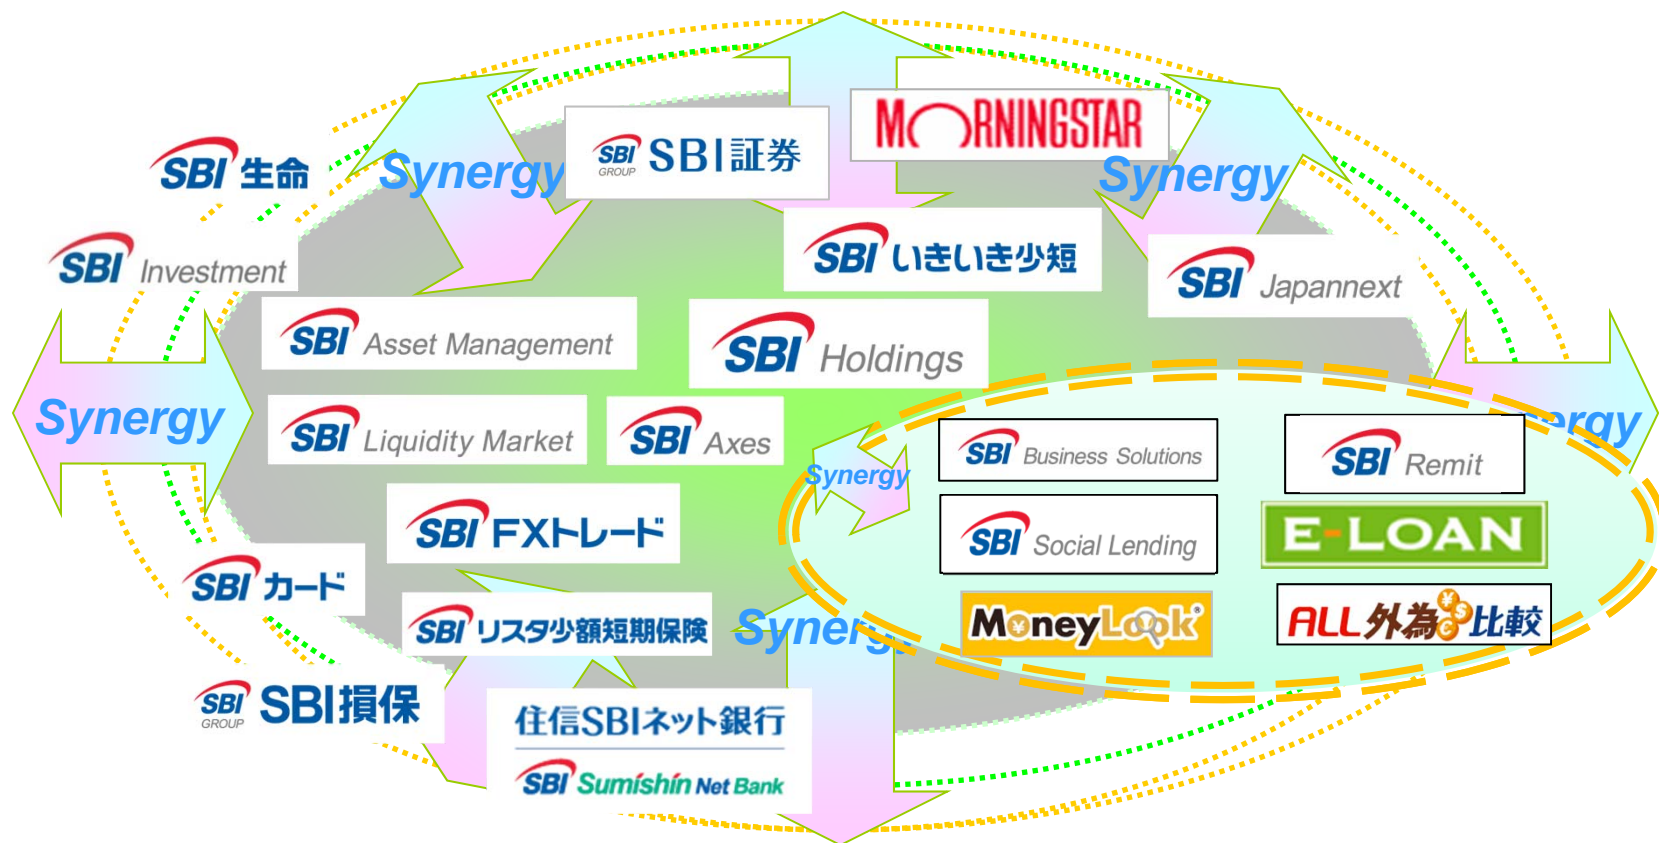 MORNINGSTAR
SBI GROUP SBI証券
SBI 生命
Synergy
Synergy
SBI いきいき少短
SBI Investment
SBI Japannext
SBI Asset Management
SBI Holdings
Synergy
ergy
SBI Liquidity Market
SBI Axes
SBI Business Solutions
SBI Remit
Synergy
SBI FXトレード
SBI Social Lending
E-LOAN
SBI カード
SBI リスタ少額短期保険
Synergy
M¥neyLook®
ALL外為¥$€比較
SBI GROUP SBI損保
住信SBIネット銀行
SBI Sumishin Net Bank